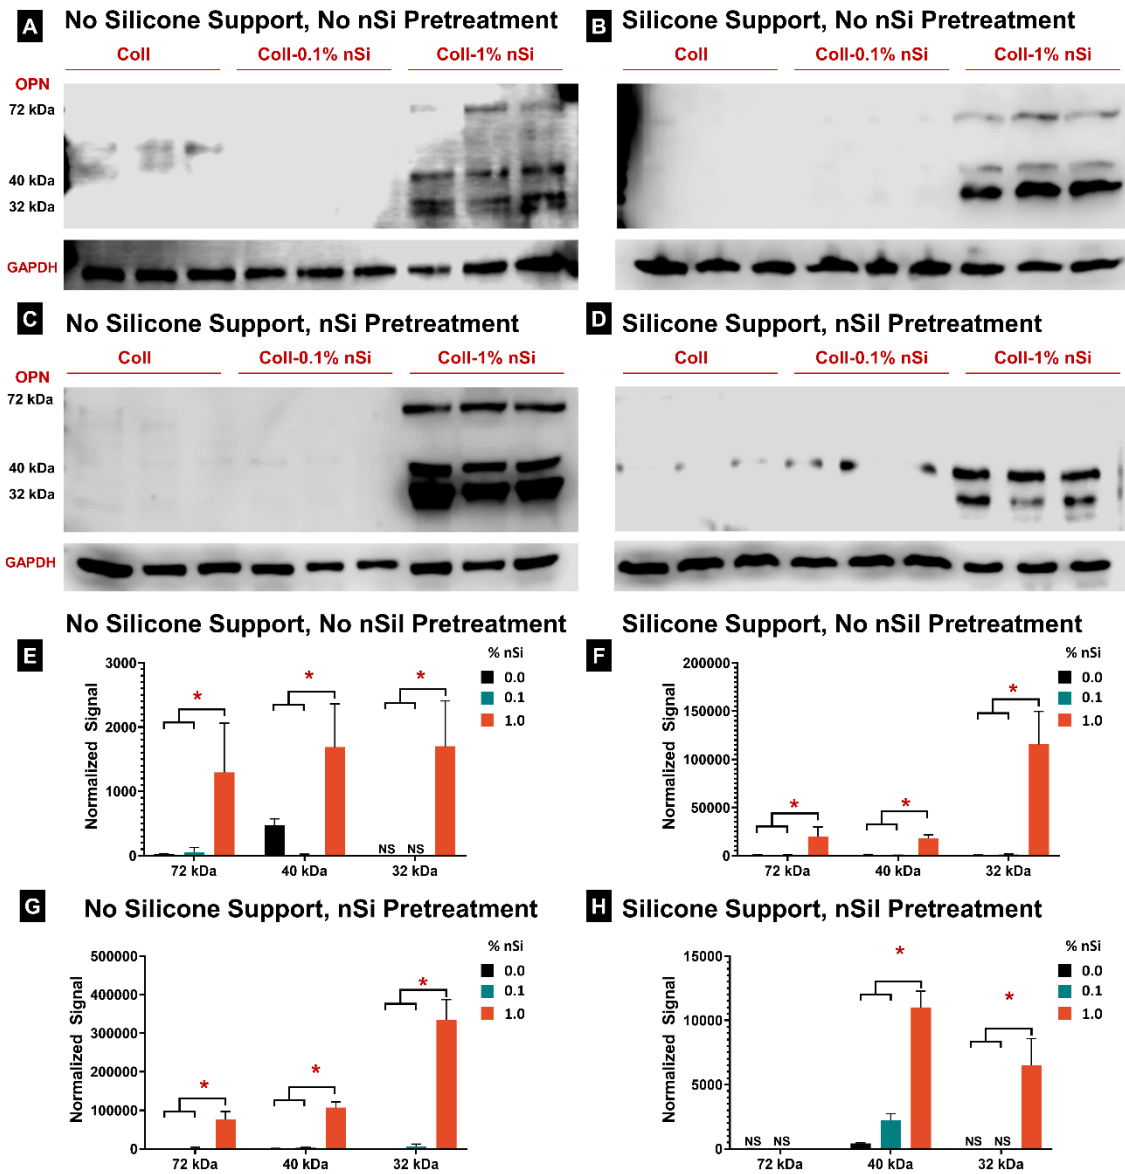 A No Silicone Support, No nSi Pretreatment
Coll Coll-0.1% nSi Coll-1% nSi
OPN
72 kDa
40 kDa
32 kDa
GAPDH
B Silicone Support, No nSi Pretreatment
Coll Coll-0.1% nSi Coll-1% nSi
C No Silicone Support, nSi Pretreatment
Coll Coll-0.1% nSi Coll-1% nSi
OPN
72 kDa
40 kDa
32 kDa
GAPDH
D Silicone Support, nSil Pretreatment
Coll Coll-0.1% nSi Coll-1% nSi
No Silicone Support, No nSil Pretreatment
E
Normalized Signal
3000
2000
1000
0
* * *
NS NS
72 kDa 40 kDa 32 kDa
% nSi
0.0
0.1
1.0
Silicone Support, No nSil Pretreatment
F
Normalized Signal
200000
150000
100000
50000
0
* * *
72 kDa 40 kDa 32 kDa
% nSi
0.0
0.1
1.0
G No Silicone Support, nSi Pretreatment
Normalized Signal
500000
400000
300000
200000
100000
0
* * *
72 kDa 40 kDa 32 kDa
% nSi
0.0
0.1
1.0
H Silicone Support, nSil Pretreatment
Normalized Signal
15000
10000
5000
0
* *
NS NS NS NS
72 kDa 40 kDa 32 kDa
% nSi
0.0
0.1
1.0